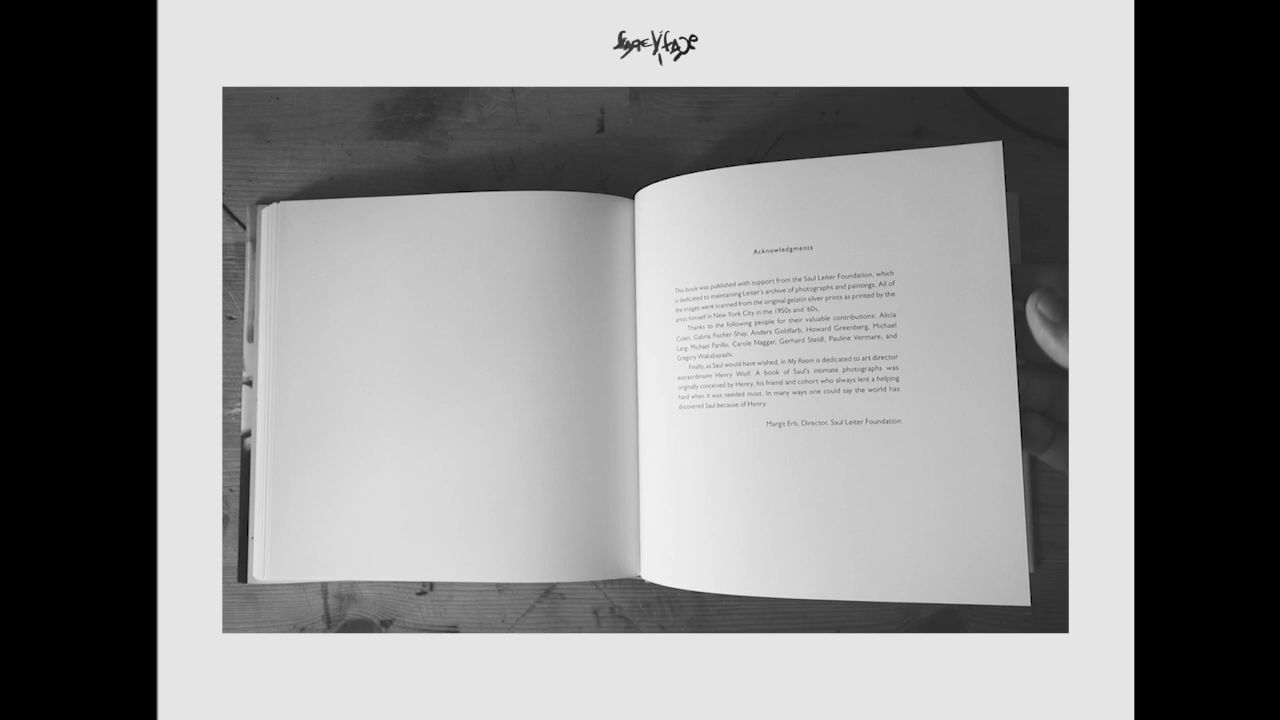 Acknowledgments
This book was published with support from the Saul Leiter Foundation, which
is dedicated to maintaining Leiter's archive of photographs and paintings. All of
the images were scanned from the original gelatin silver prints as printed by the
artist himself in New York City in the 1950s and '60s.
Thanks to the following people for their valuable contributions: Alicia
Colen, Gabrie Fischer-Shay, Anders Goldfarb, Howard Greenberg, Michael
Lang, Michael Parillo, Carole Naggar, Gerhard Steidl, Pauline Vermare, and
Gregory Wakabayashi.
Finally, as Saul would have wished, In My Room is dedicated to art director
extraordinaire Henry Wolf. A book of Saul's intimate photographs was
originally conceived by Henry, his friend and cohort who always lent a helping
hand when it was needed most. In many ways one could say the world has
discovered Saul because of Henry.
Margit Erb, Director, Saul Leiter Foundation